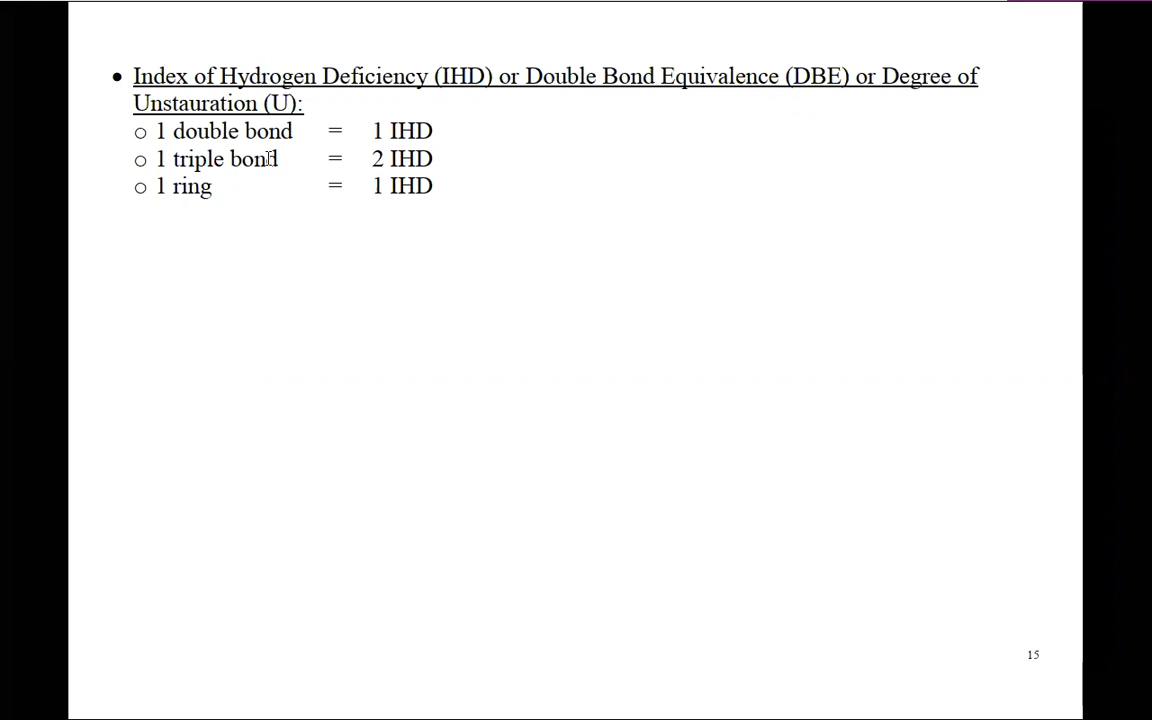 • Index of Hydrogen Deficiency (IHD) or Double Bond Equivalence (DBE) or Degree of
Unstauration (U):
○ 1 double bond = 1 IHD
○ 1 triple bond = 2 IHD
○ 1 ring = 1 IHD
15